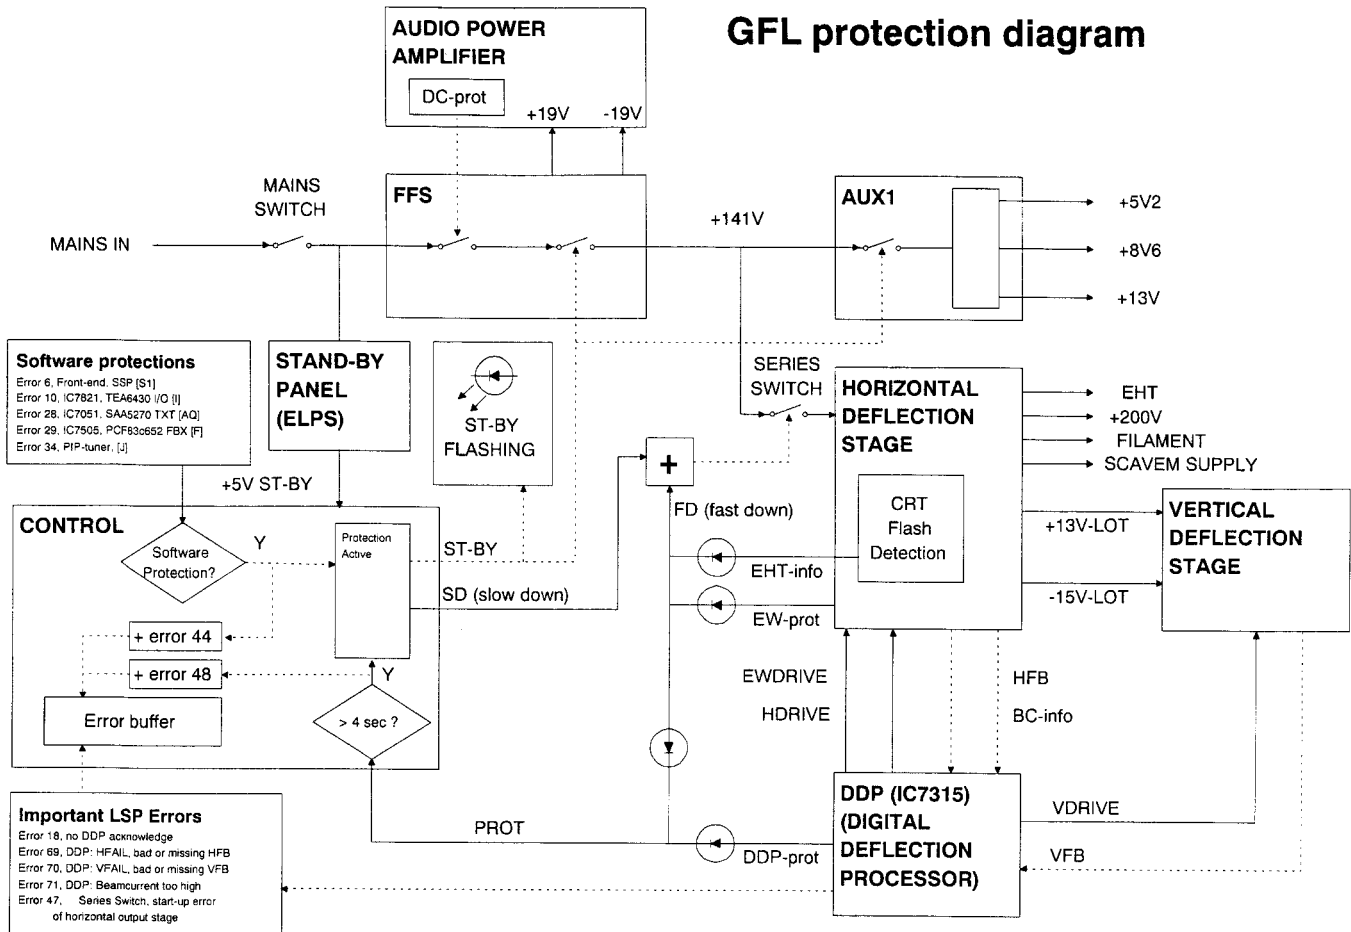 GFL protection diagram
AUDIO POWER
AMPLIFIER
DC-prot
+19V
-19V
MAINS
SWITCH
MAINS IN
FFS
+141V
AUX1
+5V2
+8V6
+13V
Software protections
Error 6, Front-end, SSP [S1]
Error 10, IC7821, TEA6430 I/O [I]
Error 28, IC7051, SAA5270 TXT [AQ]
Error 29, IC7505, PCF83c652 FBX [F]
Error 34, PIP-tuner, [J]
STAND-BY
PANEL
(ELPS)
ST-BY
FLASHING
SERIES
SWITCH
HORIZONTAL
DEFLECTION
STAGE
EHT
+200V
FILAMENT
SCAVEM SUPPLY
+
+5V ST-BY
CONTROL
Software
Protection?
Y
Protection
Active
ST-BY
SD (slow down)
FD (fast down)
EHT-info
EW-prot
CRT
Flash
Detection
+13V-LOT
-15V-LOT
VERTICAL
DEFLECTION
STAGE
+ error 44
+ error 48
Y
Error buffer
> 4 sec ?
EWDRIVE
HDRIVE
HFB
BC-info
Important LSP Errors
Error 18, no DDP acknowledge
Error 69, DDP: HFAIL, bad or missing HFB
Error 70, DDP: VFAIL, bad or missing VFB
Error 71, DDP: Beamcurrent too high
Error 47, Series Switch, start-up error
of horizontal output stage
PROT
DDP-prot
DDP (IC7315)
(DIGITAL
DEFLECTION
PROCESSOR)
VDRIVE
VFB